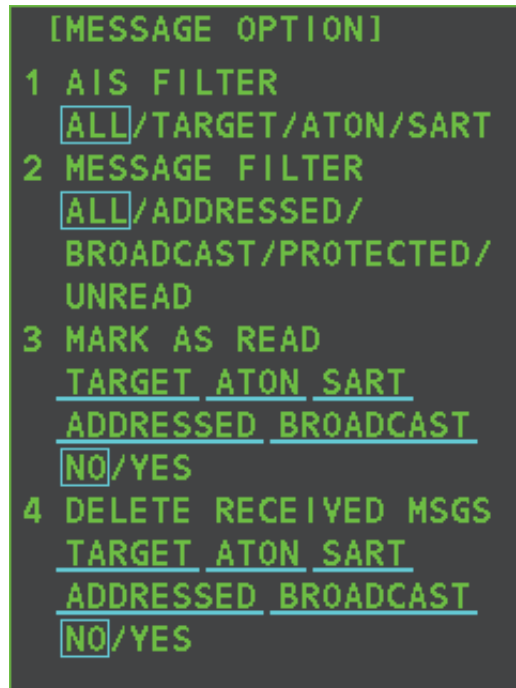 [MESSAGE OPTION]
1 AIS FILTER
ALL/TARGET/ATON/SART
2 MESSAGE FILTER
ALL/ADDRESSED/
BROADCAST/PROTECTED/
UNREAD
3 MARK AS READ
TARGET ATON SART
ADDRESSED BROADCAST
NO/YES
4 DELETE RECEIVED MSGS
TARGET ATON SART
ADDRESSED BROADCAST
NO/YES